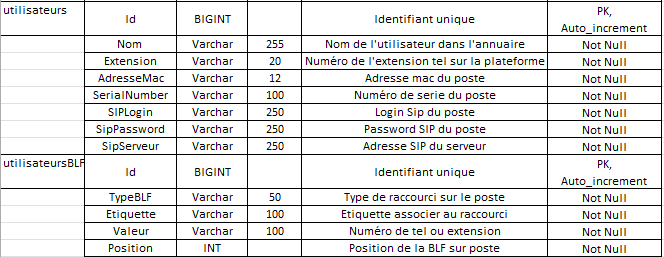 utilisateurs Id BIGINT Identifiant unique PK, Auto_increment
Nom Varchar 255 Nom de l'utilisateur dans l'annuaire Not Null
Extension Varchar 20 Numéro de l'extension tel sur la plateforme Not Null
AdresseMac Varchar 12 Adresse mac du poste Not Null
SerialNumber Varchar 100 Numéro de serie du poste Not Null
SIPLogin Varchar 250 Login Sip du poste Not Null
SipPassword Varchar 250 Password SIP du poste Not Null
SipServeur Varchar 250 Adresse SIP du serveur Not Null
utilisateursBLF Id BIGINT Identifiant unique PK, Auto_increment
TypeBLF Varchar 50 Type de raccourci sur le poste Not Null
Etiquette Varchar 100 Etiquette associer au raccourci Not Null
Valeur Varchar 100 Numéro de tel ou extension Not Null
Position INT Position de la BLF sur poste Not Null